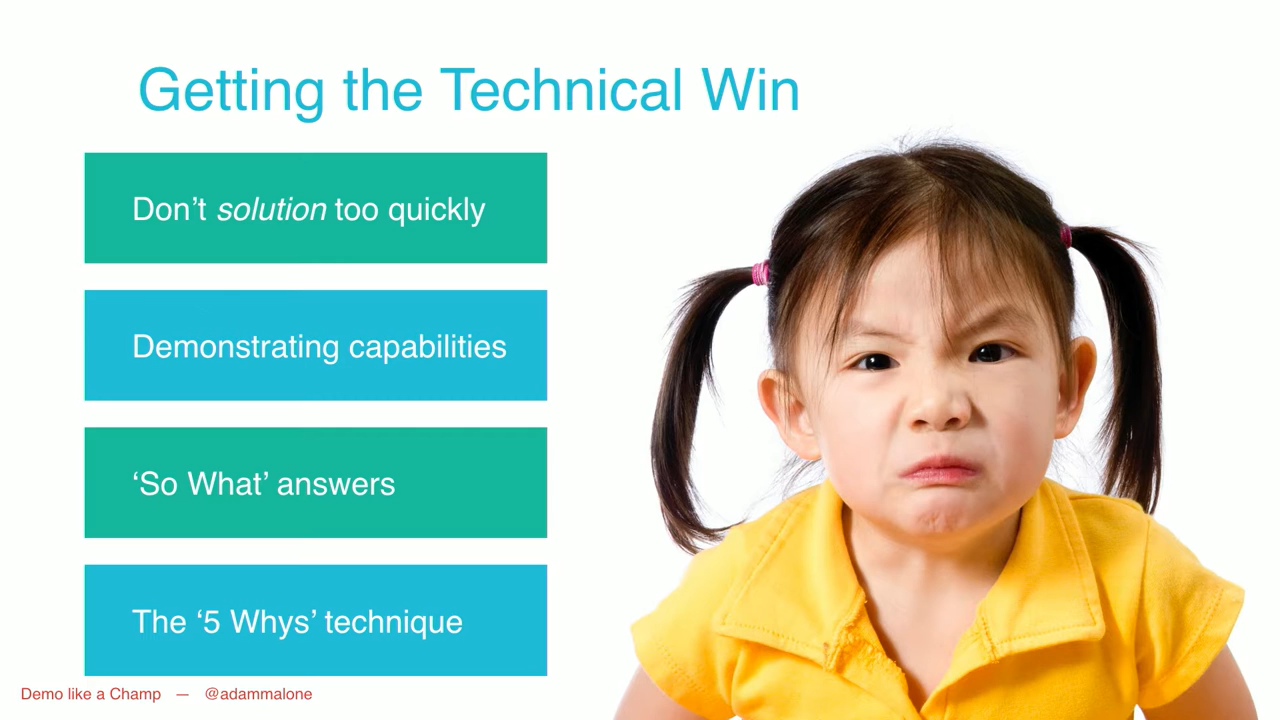 Getting the Technical Win
Don’t solution too quickly
Demonstrating capabilities
‘So What’ answers
The ‘5 Whys’ technique
Demo like a Champ — @adammalone